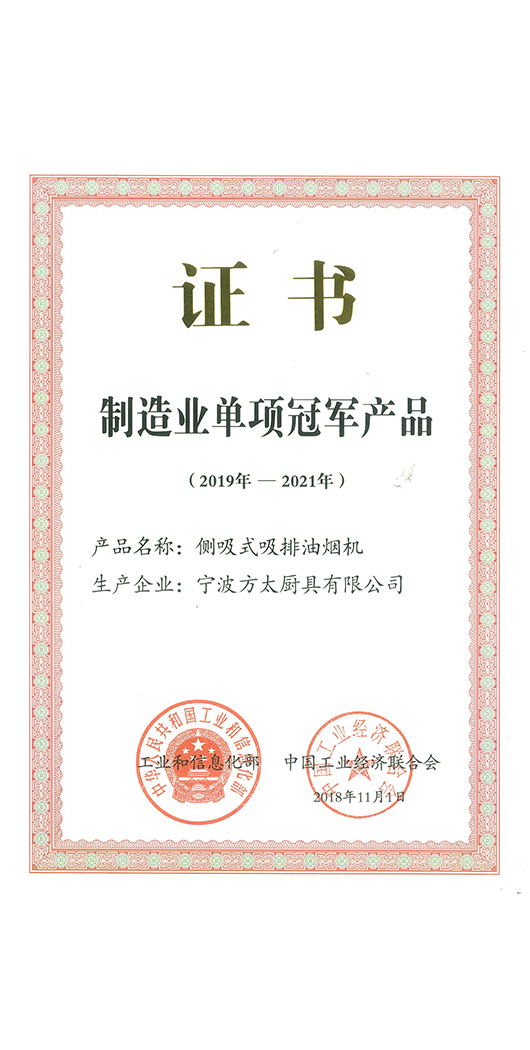 证书
制造业单项冠军产品
（2019年 — 2021年）
产品名称：侧吸式吸排油烟机
生产企业：宁波方太厨具有限公司
中华人民共和国工业和信息化部
中国工业经济联合会
工业和信息化部 中国工业经济联合会
2018年11月1日